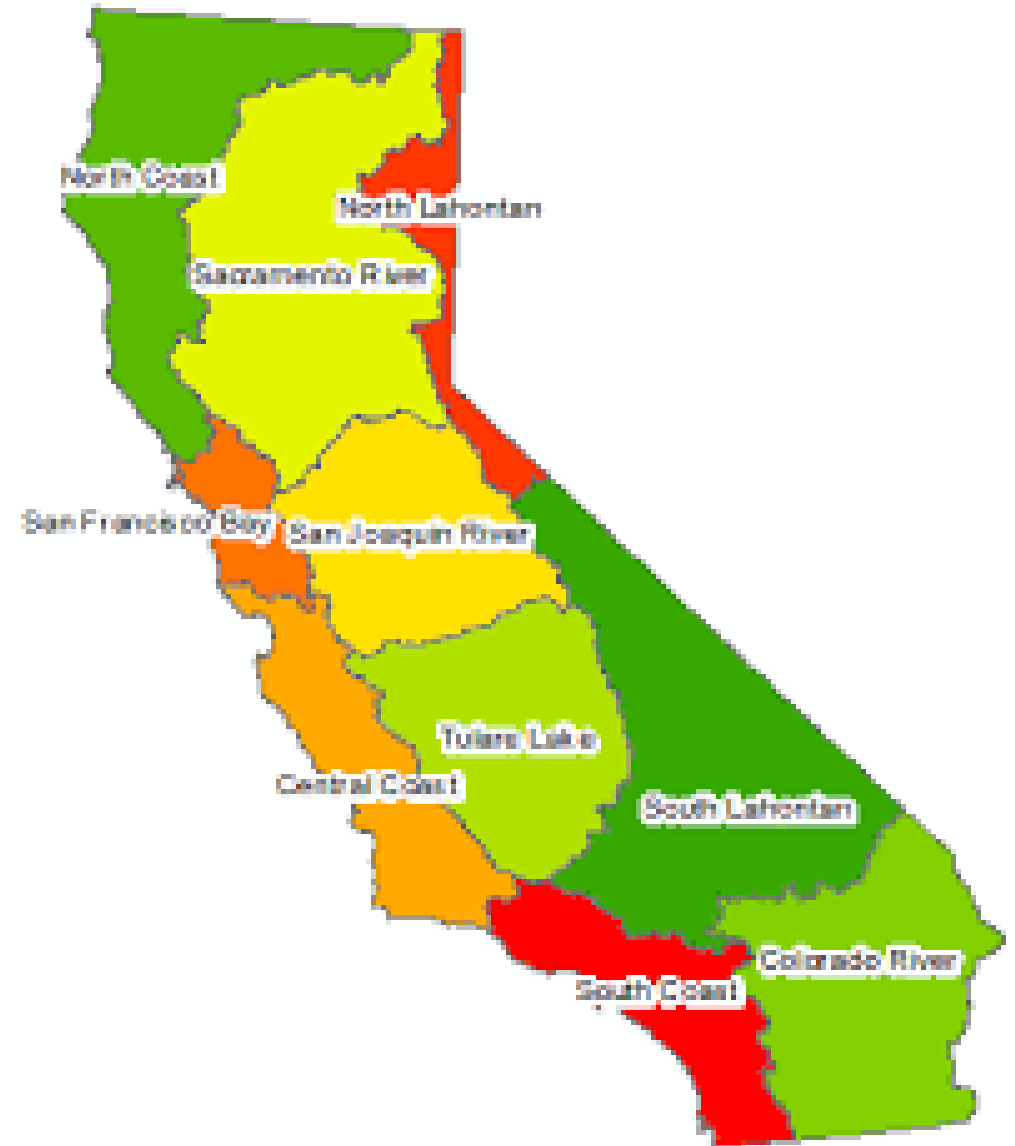 North Coast
North Lahontan
Sacramento River
San Francisco Bay
San Joaquin River
Tulare Lake
Central Coast
South Lahontan
Colorado River
South Coast